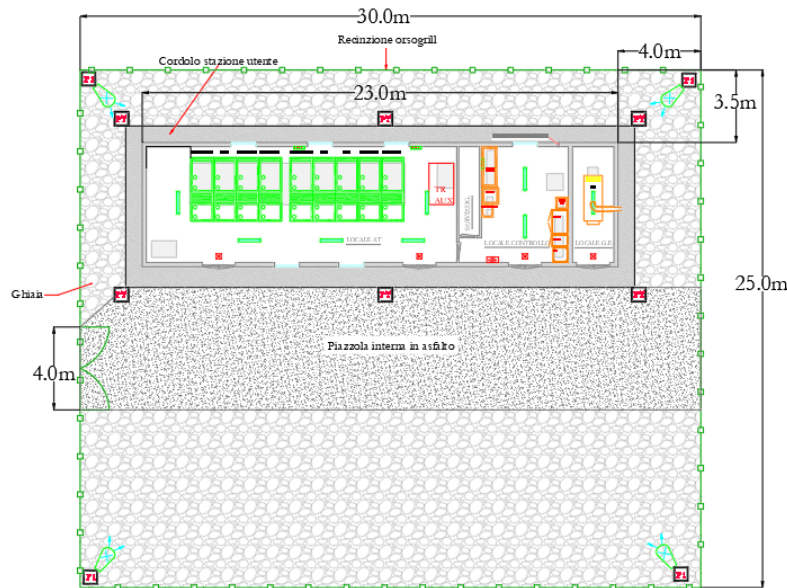 30.0m
Recinzione orsogrill
4.0m
Cordolo stazione utente
23.0m
3.5m
TR
AUX
LOCALE AT
LOCALE CONTROLLO
LOCALE G.E.
Ghiaia
25.0m
Piazzola interna in asfalto
4.0m